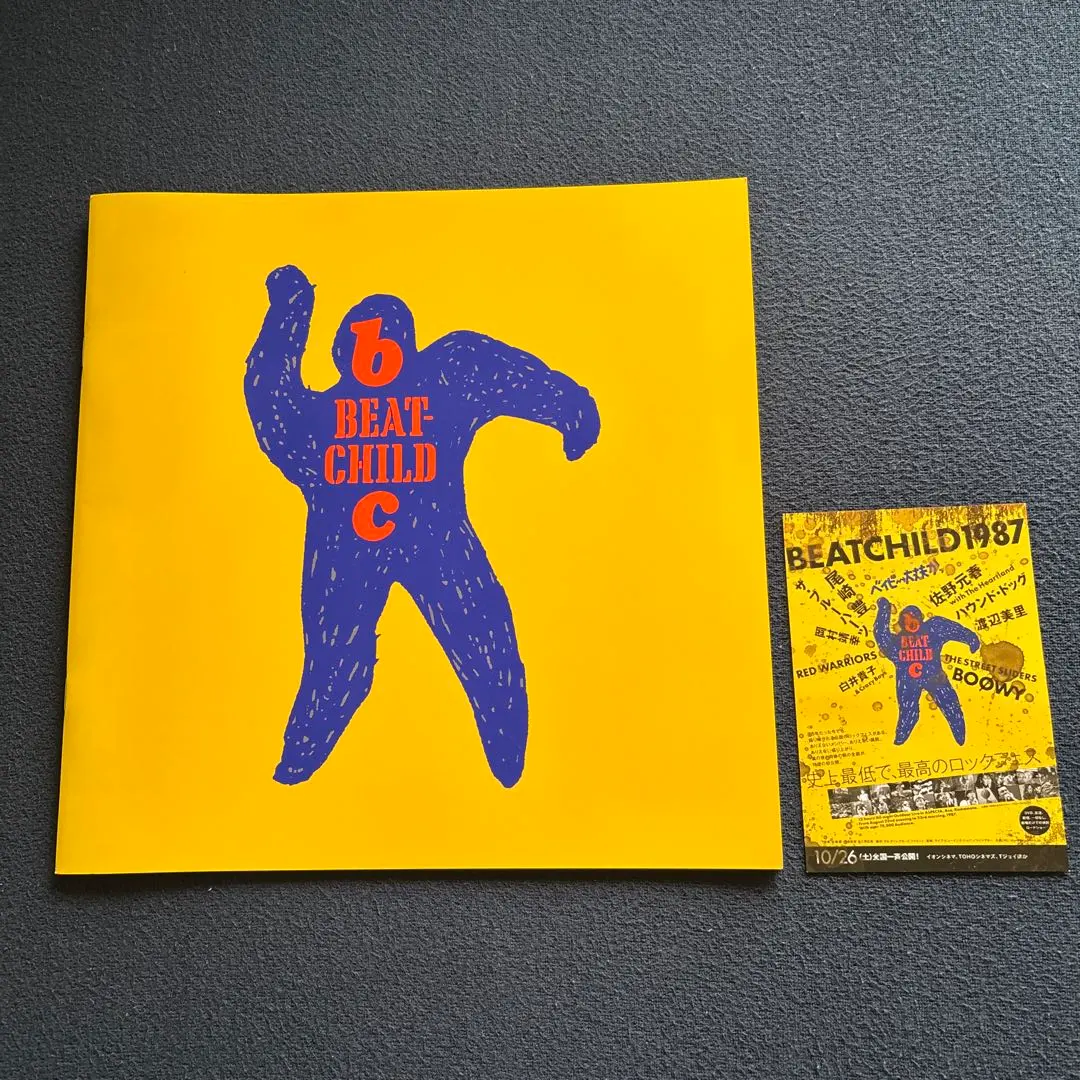 b
BEAT-
CHILD
c
BEATCHILD1987
ベイビー大丈夫か
ザ・ブルーハーツ
尾崎豊
岡村靖幸
佐野元春
with The Heartland
ハウンド・ドッグ
渡辺美里
RED WARRIORS
白井貴子
& Crazy Boys
THE STREET SLIDERS
BOØWY
b
BEAT-
CHILD
c
史上最低で、最高のロックフェス
10/26(土)全国一斉公開! イオンシネマ、TOHOシネマズ、Tジョイほか